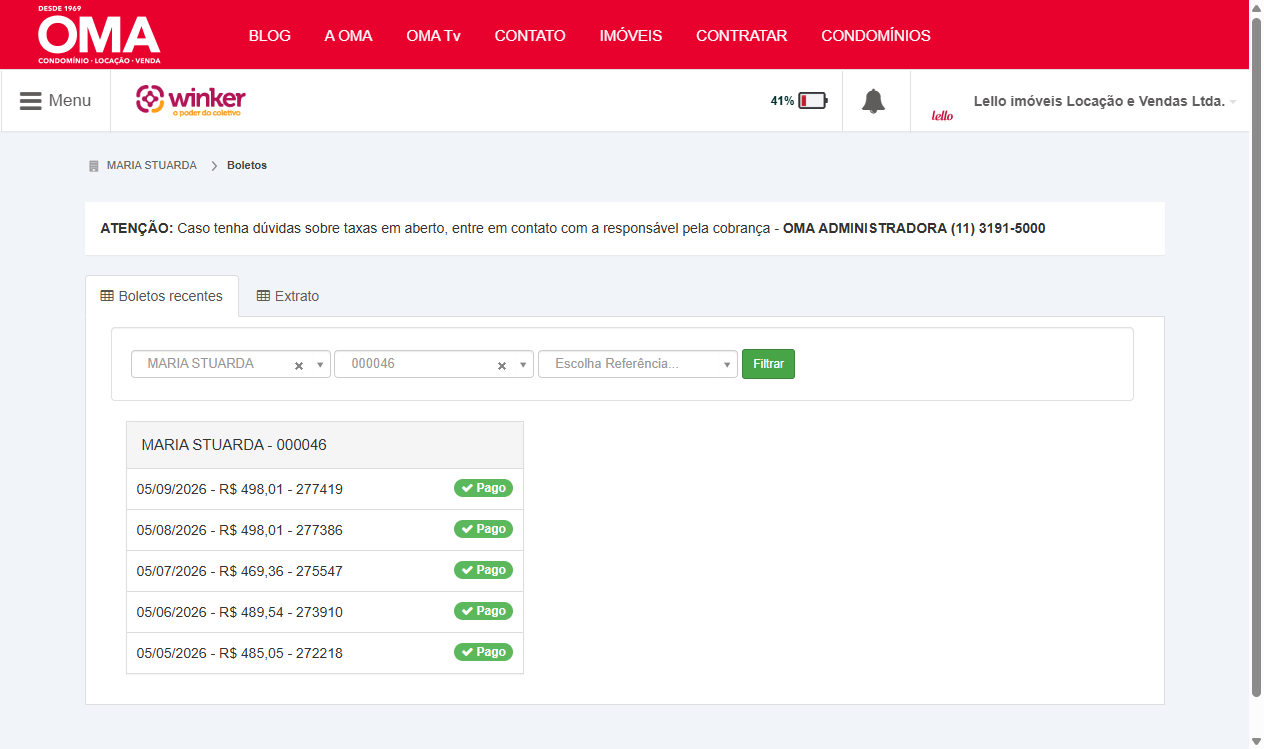 DESDE 1969
OMA
CONDOMÍNIO · LOCAÇÃO · VENDA
BLOG A OMA OMA Tv CONTATO IMÓVEIS CONTRATAR CONDOMÍNIOS
Menu
winker
o poder do coletivo
41%
lello
Lello imóveis Locação e Vendas Ltda.
MARIA STUARDA > Boletos
ATENÇÃO: Caso tenha dúvidas sobre taxas em aberto, entre em contato com a responsável pela cobrança - OMA ADMINISTRADORA (11) 3191-5000
Boletos recentes Extrato
MARIA STUARDA × 000046 × Escolha Referência... Filtrar
MARIA STUARDA - 000046
05/09/2026 - R$ 498,01 - 277419 Pago
05/08/2026 - R$ 498,01 - 277386 Pago
05/07/2026 - R$ 469,36 - 275547 Pago
05/06/2026 - R$ 489,54 - 273910 Pago
05/05/2026 - R$ 485,05 - 272218 Pago